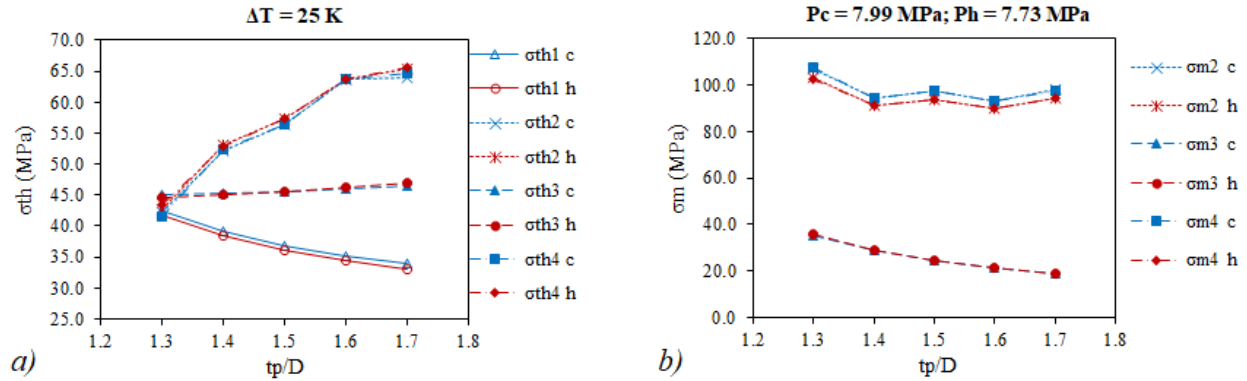 ΔT = 25 K
σth (MPa)
70.0
65.0
60.0
55.0
50.0
45.0
40.0
35.0
30.0
25.0
1.2 1.3 1.4 1.5 1.6 1.7 1.8
tp/D
σth1 c
σth1 h
σth2 c
σth2 h
σth3 c
σth3 h
σth4 c
σth4 h
a)
Pc = 7.99 MPa; Ph = 7.73 MPa
σm (MPa)
120.0
100.0
80.0
60.0
40.0
20.0
0.0
1.2 1.3 1.4 1.5 1.6 1.7 1.8
tp/D
σm2 c
σm2 h
σm3 c
σm3 h
σm4 c
σm4 h
b)